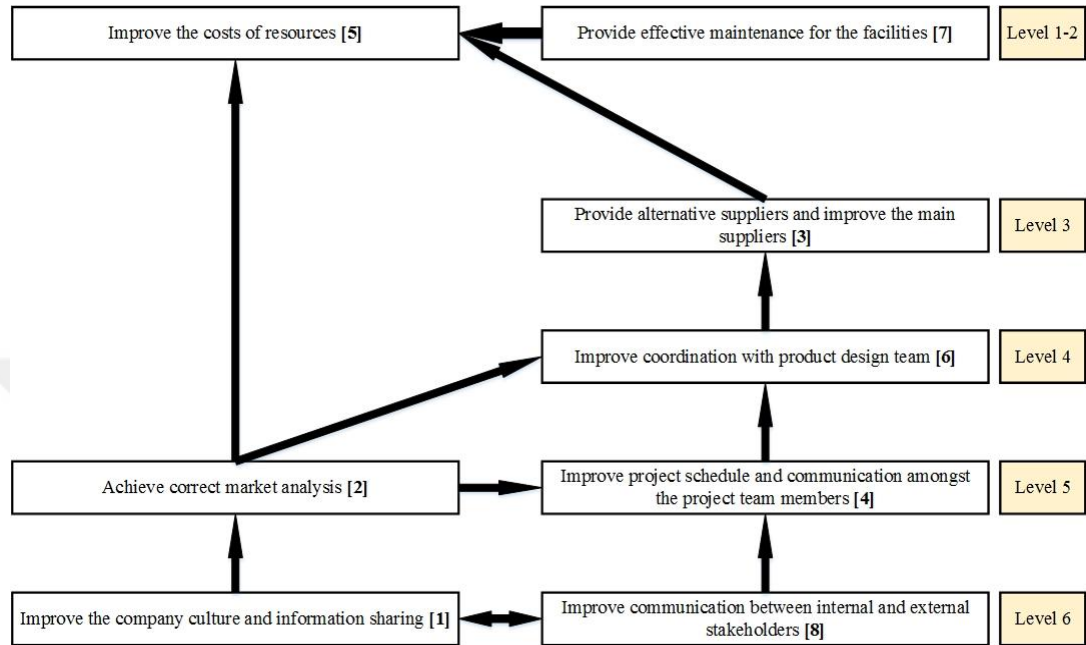 Improve the costs of resources [5]
Provide effective maintenance for the facilities [7]
Level 1-2
Provide alternative suppliers and improve the main
suppliers [3]
Level 3
Improve coordination with product design team [6]
Level 4
Achieve correct market analysis [2]
Improve project schedule and communication amongst
the project team members [4]
Level 5
Improve the company culture and information sharing [1]
Improve communication between internal and external
stakeholders [8]
Level 6